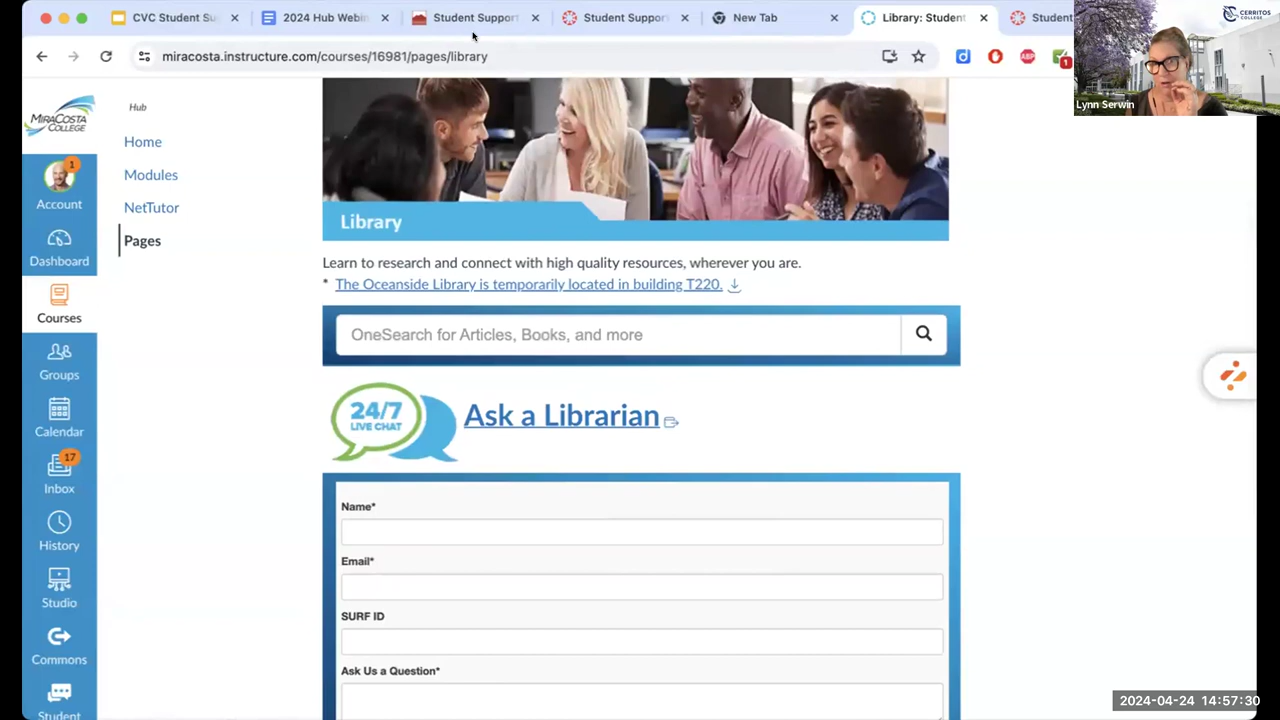 CVC Student Su
2024 Hub Webin
Student Support
Student Suppor
New Tab
Library: Student
Student
miracosta.instructure.com/courses/16981/pages/library
ABP
1
CERRITOS
COLLEGE
Lynn Serwin
MIRACOSTA
COLLEGE
1
Account
Dashboard
Courses
Groups
Calendar
17
Inbox
History
Studio
Commons
Student
Hub
Home
Modules
NetTutor
Pages
Library
Learn to research and connect with high quality resources, wherever you are.
* The Oceanside Library is temporarily located in building T220.
OneSearch for Articles, Books, and more
24/7
LIVE CHAT
Ask a Librarian
Name*
Email*
SURF ID
Ask Us a Question*
2024-04-24 14:57:30